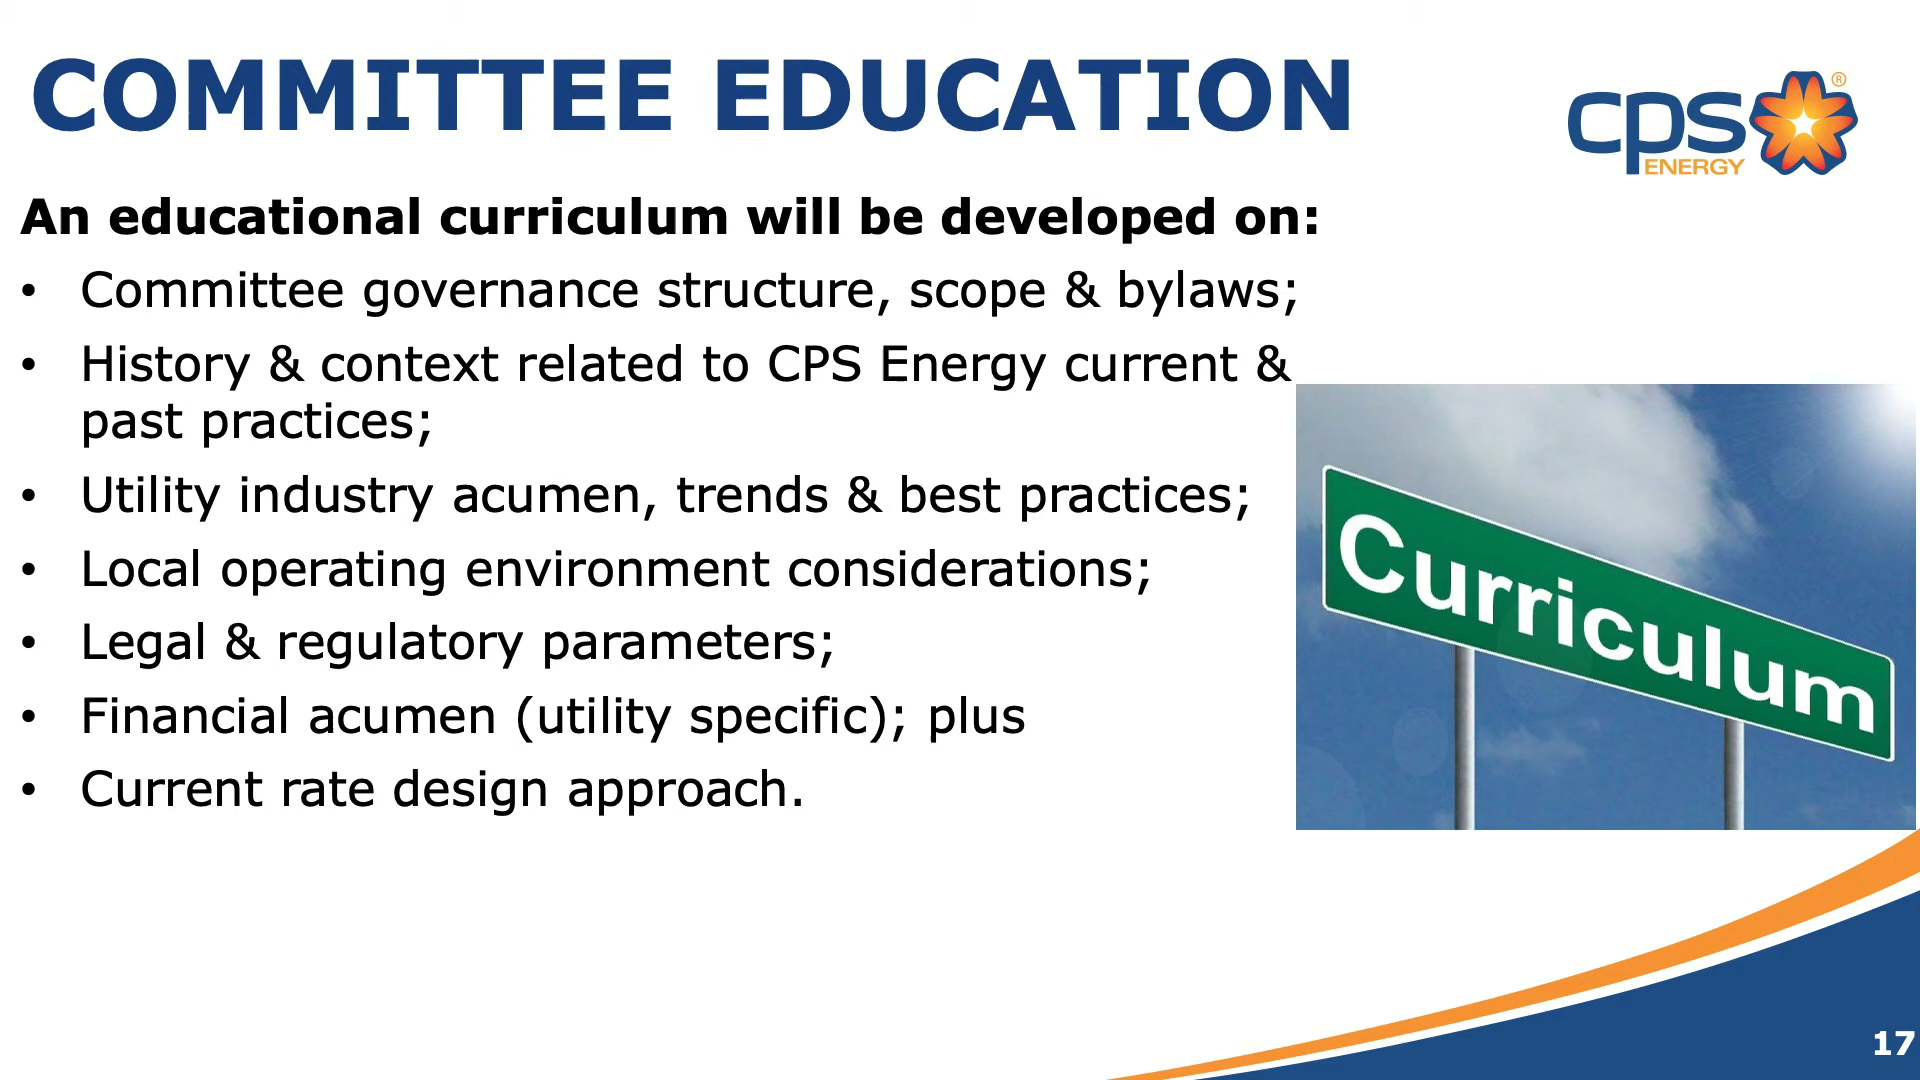 COMMITTEE EDUCATION
cps
ENERGY
®
An educational curriculum will be developed on:
• Committee governance structure, scope & bylaws;
• History & context related to CPS Energy current &
past practices;
• Utility industry acumen, trends & best practices;
• Local operating environment considerations;
• Legal & regulatory parameters;
• Financial acumen (utility specific); plus
• Current rate design approach.
Curriculum
17